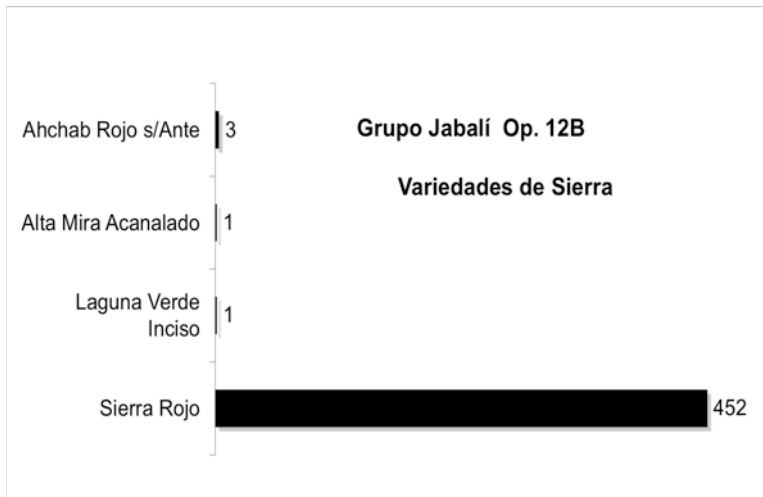 Grupo Jabalí Op. 12B
Variedades de Sierra
Ahchab Rojo s/Ante 3
Alta Mira Acanalado 1
Laguna Verde
Inciso 1
Sierra Rojo 452